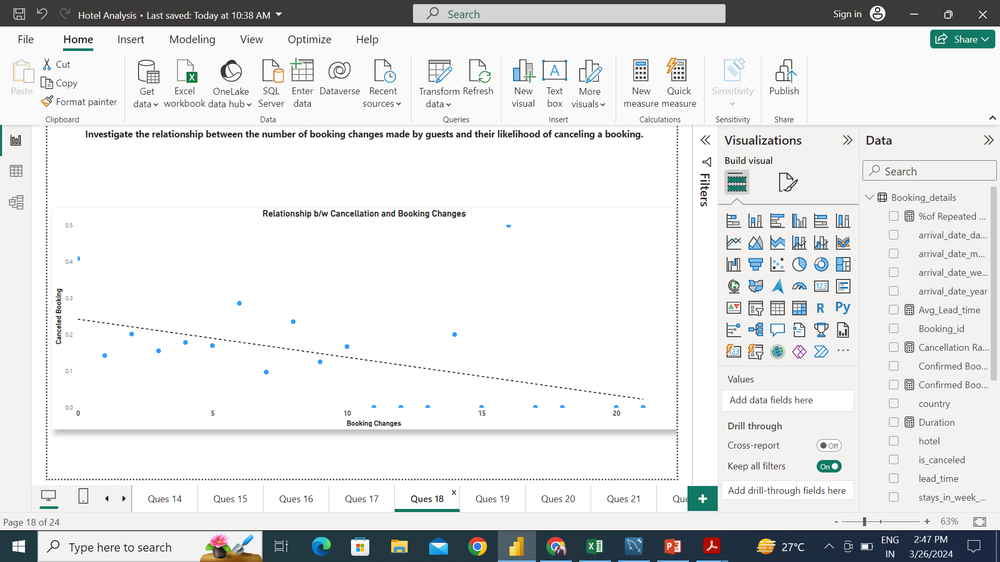 Hotel Analysis • Last saved: Today at 10:38 AM
Search
Sign in
File Home Insert Modeling View Optimize Help
Share
Paste
Cut
Copy
Format painter
Clipboard
Get data
Excel workbook
OneLake data hub
SQL Server
Enter data
Dataverse
Recent sources
Data
Transform data
Refresh
Queries
New visual
Text box
More visuals
Insert
New measure
Quick measure
Calculations
Sensitivity
Sensitivity
Publish
Share
Investigate the relationship between the number of booking changes made by guests and their likelihood of canceling a booking.
Relationship b/w Cancellation and Booking Changes
Canceled Booking
0.5
0.4
0.3
0.2
0.1
0.0
0 5 10 15 20
Booking Changes
Filters
Visualizations
Build visual
123
R
Py
123
Values
Add data fields here
Drill through
Cross-report
Off
Keep all filters
On
Add drill-through fields here
Data
Search
Booking_details
%of Repeated ...
arrival_date_da...
arrival_date_m...
arrival_date_we...
arrival_date_year
Avg_Lead_time
Booking_id
Cancellation Ra...
Confirmed Boo...
Confirmed Boo...
country
Duration
hotel
is_canceled
lead_time
stays_in_week_...
Ques 14 Ques 15 Ques 16 Ques 17 Ques 18 x Ques 19 Ques 20 Ques 21 Que
Page 18 of 24
- + 63%
Type here to search
27°C
ENG
IN
2:47 PM
3/26/2024